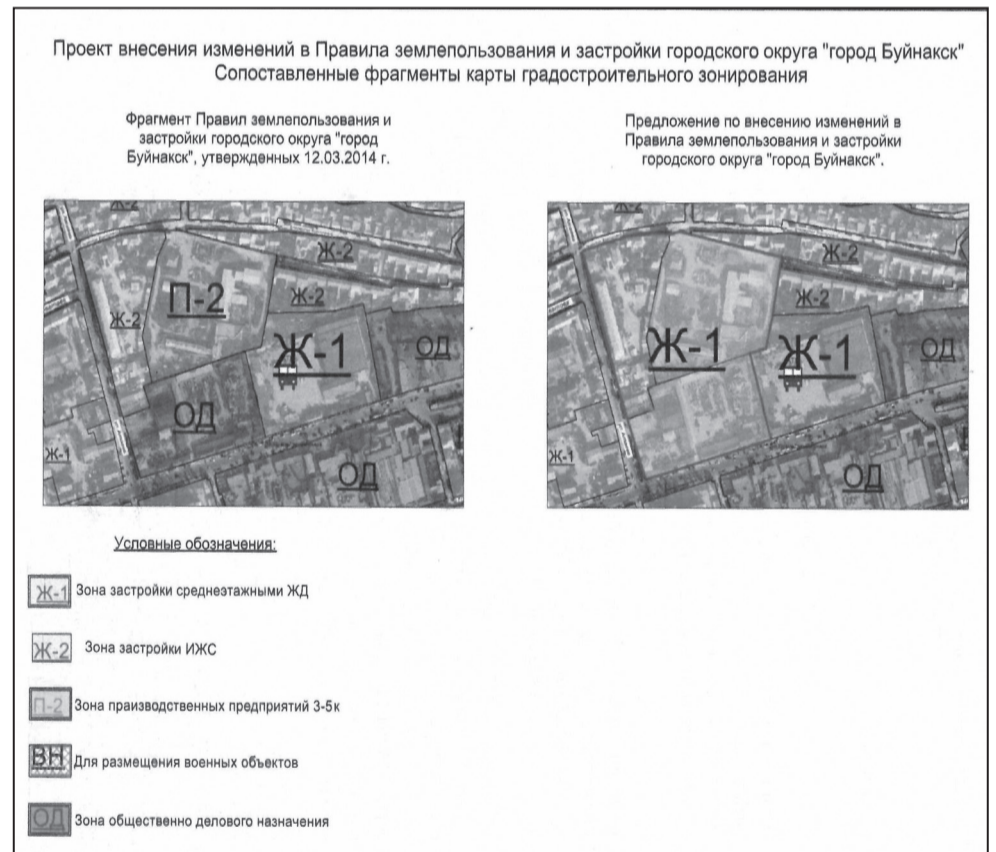 Проект внесения изменений в Правила землепользования и застройки городского округа "город Буйнакск"
Сопоставленные фрагменты карты градостроительного зонирования
Фрагмент Правил землепользования и
застройки городского округа "город
Буйнакск", утвержденных 12.03.2014 г.
Предложение по внесению изменений в
Правила землепользования и застройки
городского округа "город Буйнакск".
Ж-2
Ж-2
П-2
Ж-2
Ж-2
Ж-1
ОД
ОД
Ж-1
ОД
Ж-2
Ж-2
Ж-2
Ж-1
Ж-1
ОД
Ж-1
ОД
Условные обозначения:
Ж-1 Зона застройки среднеэтажными ЖД
Ж-2 Зона застройки ИЖС
П-2 Зона праизводственных предприятий 3-5к
ВН Для размещения военных объектов
ОД Зона общественно делового назначения